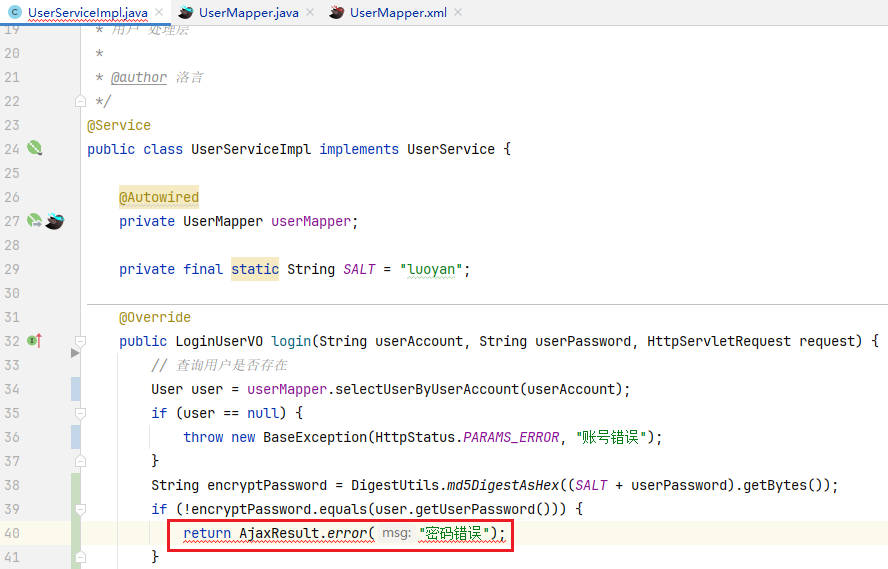 UserServiceImpl.java UserMapper.java UserMapper.xml
19 * 用户 处理层
20 *
21 * @author 洛言
22 */
23 @Service
24 public class UserServiceImpl implements UserService {
25
26 @Autowired
27 private UserMapper userMapper;
28
29 private final static String SALT = "luoyan";
30
31 @Override
32 public LoginUserVO login(String userAccount, String userPassword, HttpServletRequest request) {
33 // 查询用户是否存在
34 User user = userMapper.selectUserByUserAccount(userAccount);
35 if (user == null) {
36 throw new BaseException(HttpStatus.PARAMS_ERROR, "账号错误");
37 }
38 String encryptPassword = DigestUtils.md5DigestAsHex((SALT + userPassword).getBytes());
39 if (!encryptPassword.equals(user.getUserPassword())) {
40 return AjaxResult.error( msg: "密码错误");
41 }